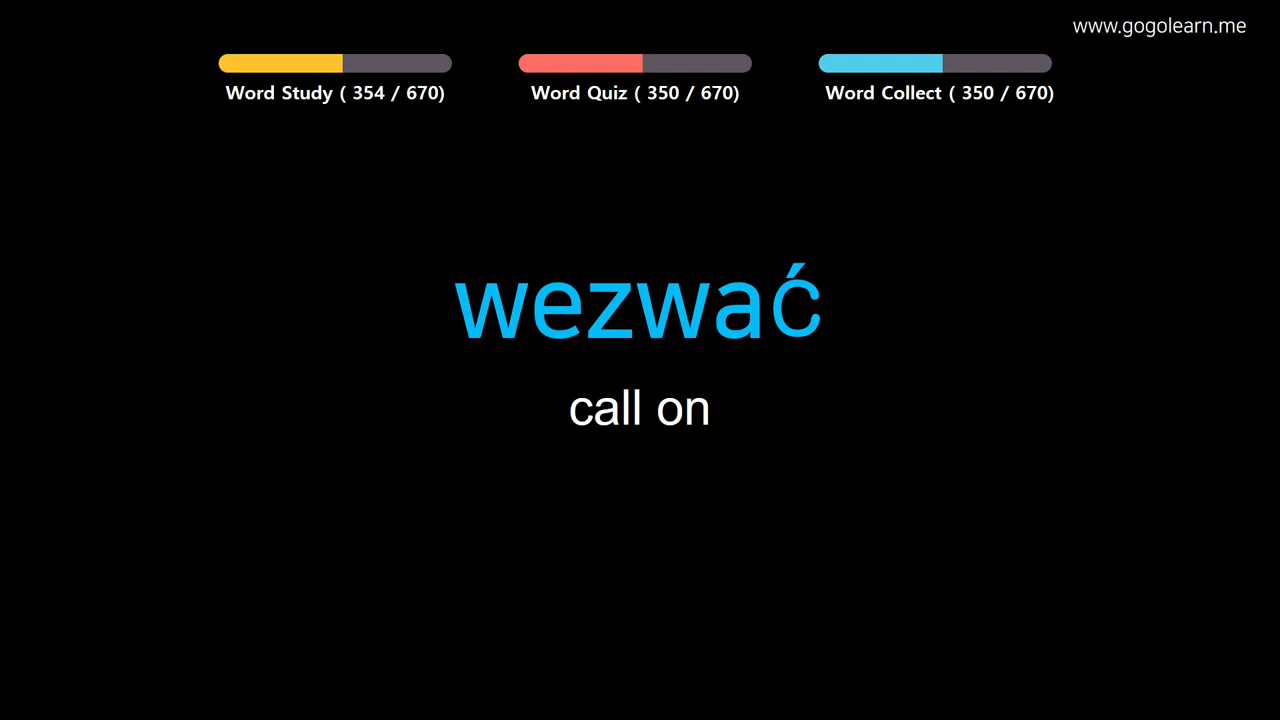 www.gogolearn.me
Word Study ( 354 / 670)
Word Quiz ( 350 / 670)
Word Collect ( 350 / 670)
wezwać
call on